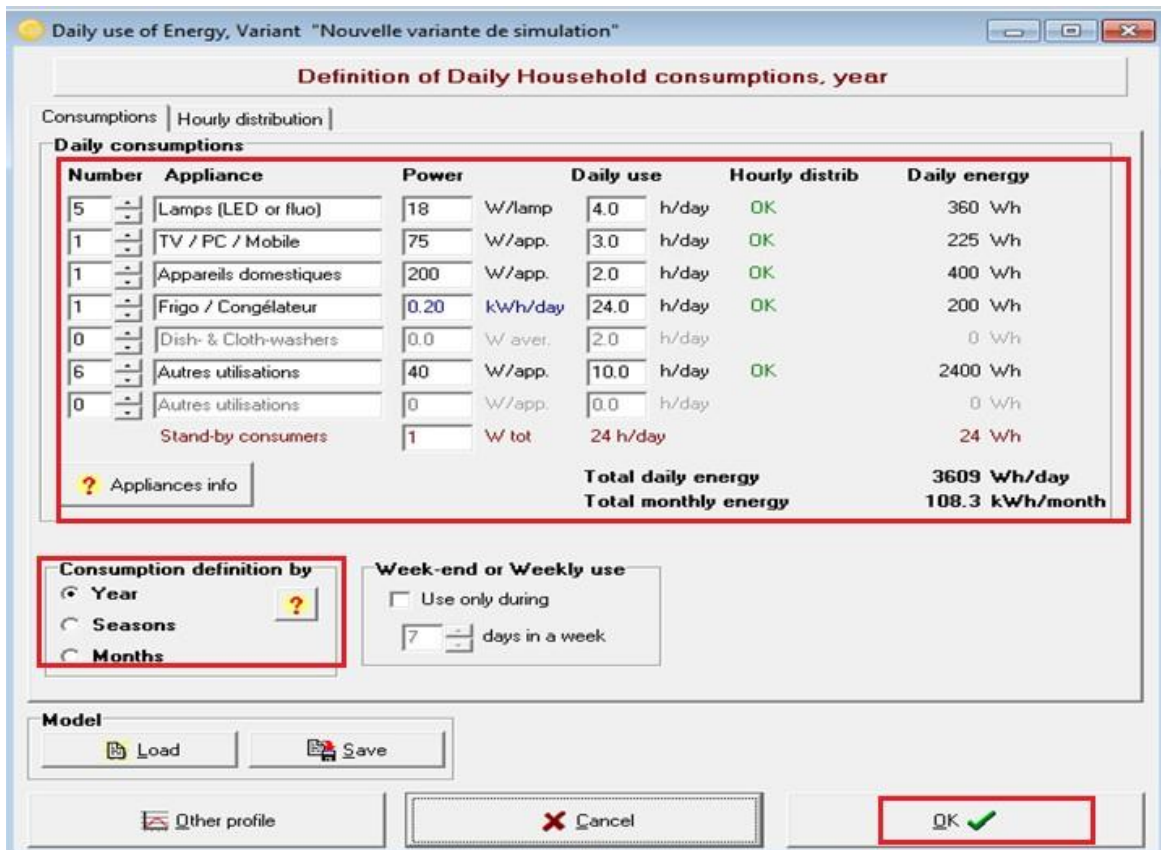 Daily use of Energy, Variant "Nouvelle variante de simulation"
Definition of Daily Household consumptions, year
Consumptions Hourly distribution
Daily consumptions
Number Appliance Power Daily use Hourly distrib Daily energy
5 Lamps (LED or fluo) 18 W/lamp 4.0 h/day OK 360 Wh
1 TV / PC / Mobile 75 W/app. 3.0 h/day OK 225 Wh
1 Appareils domestiques 200 W/app. 2.0 h/day OK 400 Wh
1 Frigo / Congélateur 0.20 kWh/day 24.0 h/day OK 200 Wh
0 Dish- & Cloth-washers 0.0 W aver. 2.0 h/day 0 Wh
6 Autres utilisations 40 W/app. 10.0 h/day OK 2400 Wh
0 Autres utilisations 0 W/app. 0.0 h/day 0 Wh
Stand-by consumers 1 W tot 24 h/day 24 Wh
? Appliances info
Total daily energy 3609 Wh/day
Total monthly energy 108.3 kWh/month
Consumption definition by
Year
?
Seasons
Months
Week-end or Weekly use
Use only during
7 days in a week
Model
Load Save
Other profile Cancel OK